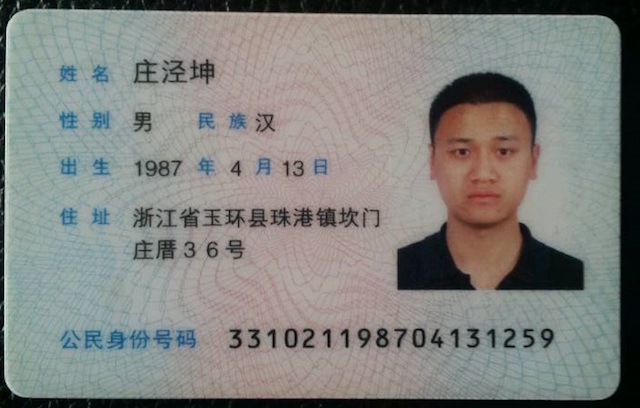 姓名 庄泾坤
性别 男 民族 汉
出生 1987 年 4 月 13 日
住址 浙江省玉环县珠港镇坎门
庄厝36号
公民身份号码 331021198704131259